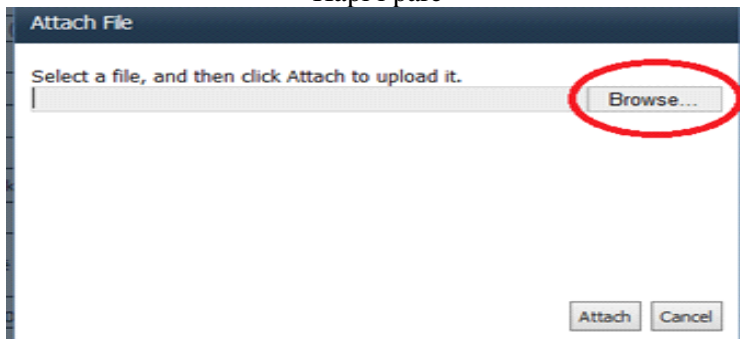 Attach File
Select a file, and then click Attach to upload it.
Browse...
Attach Cancel